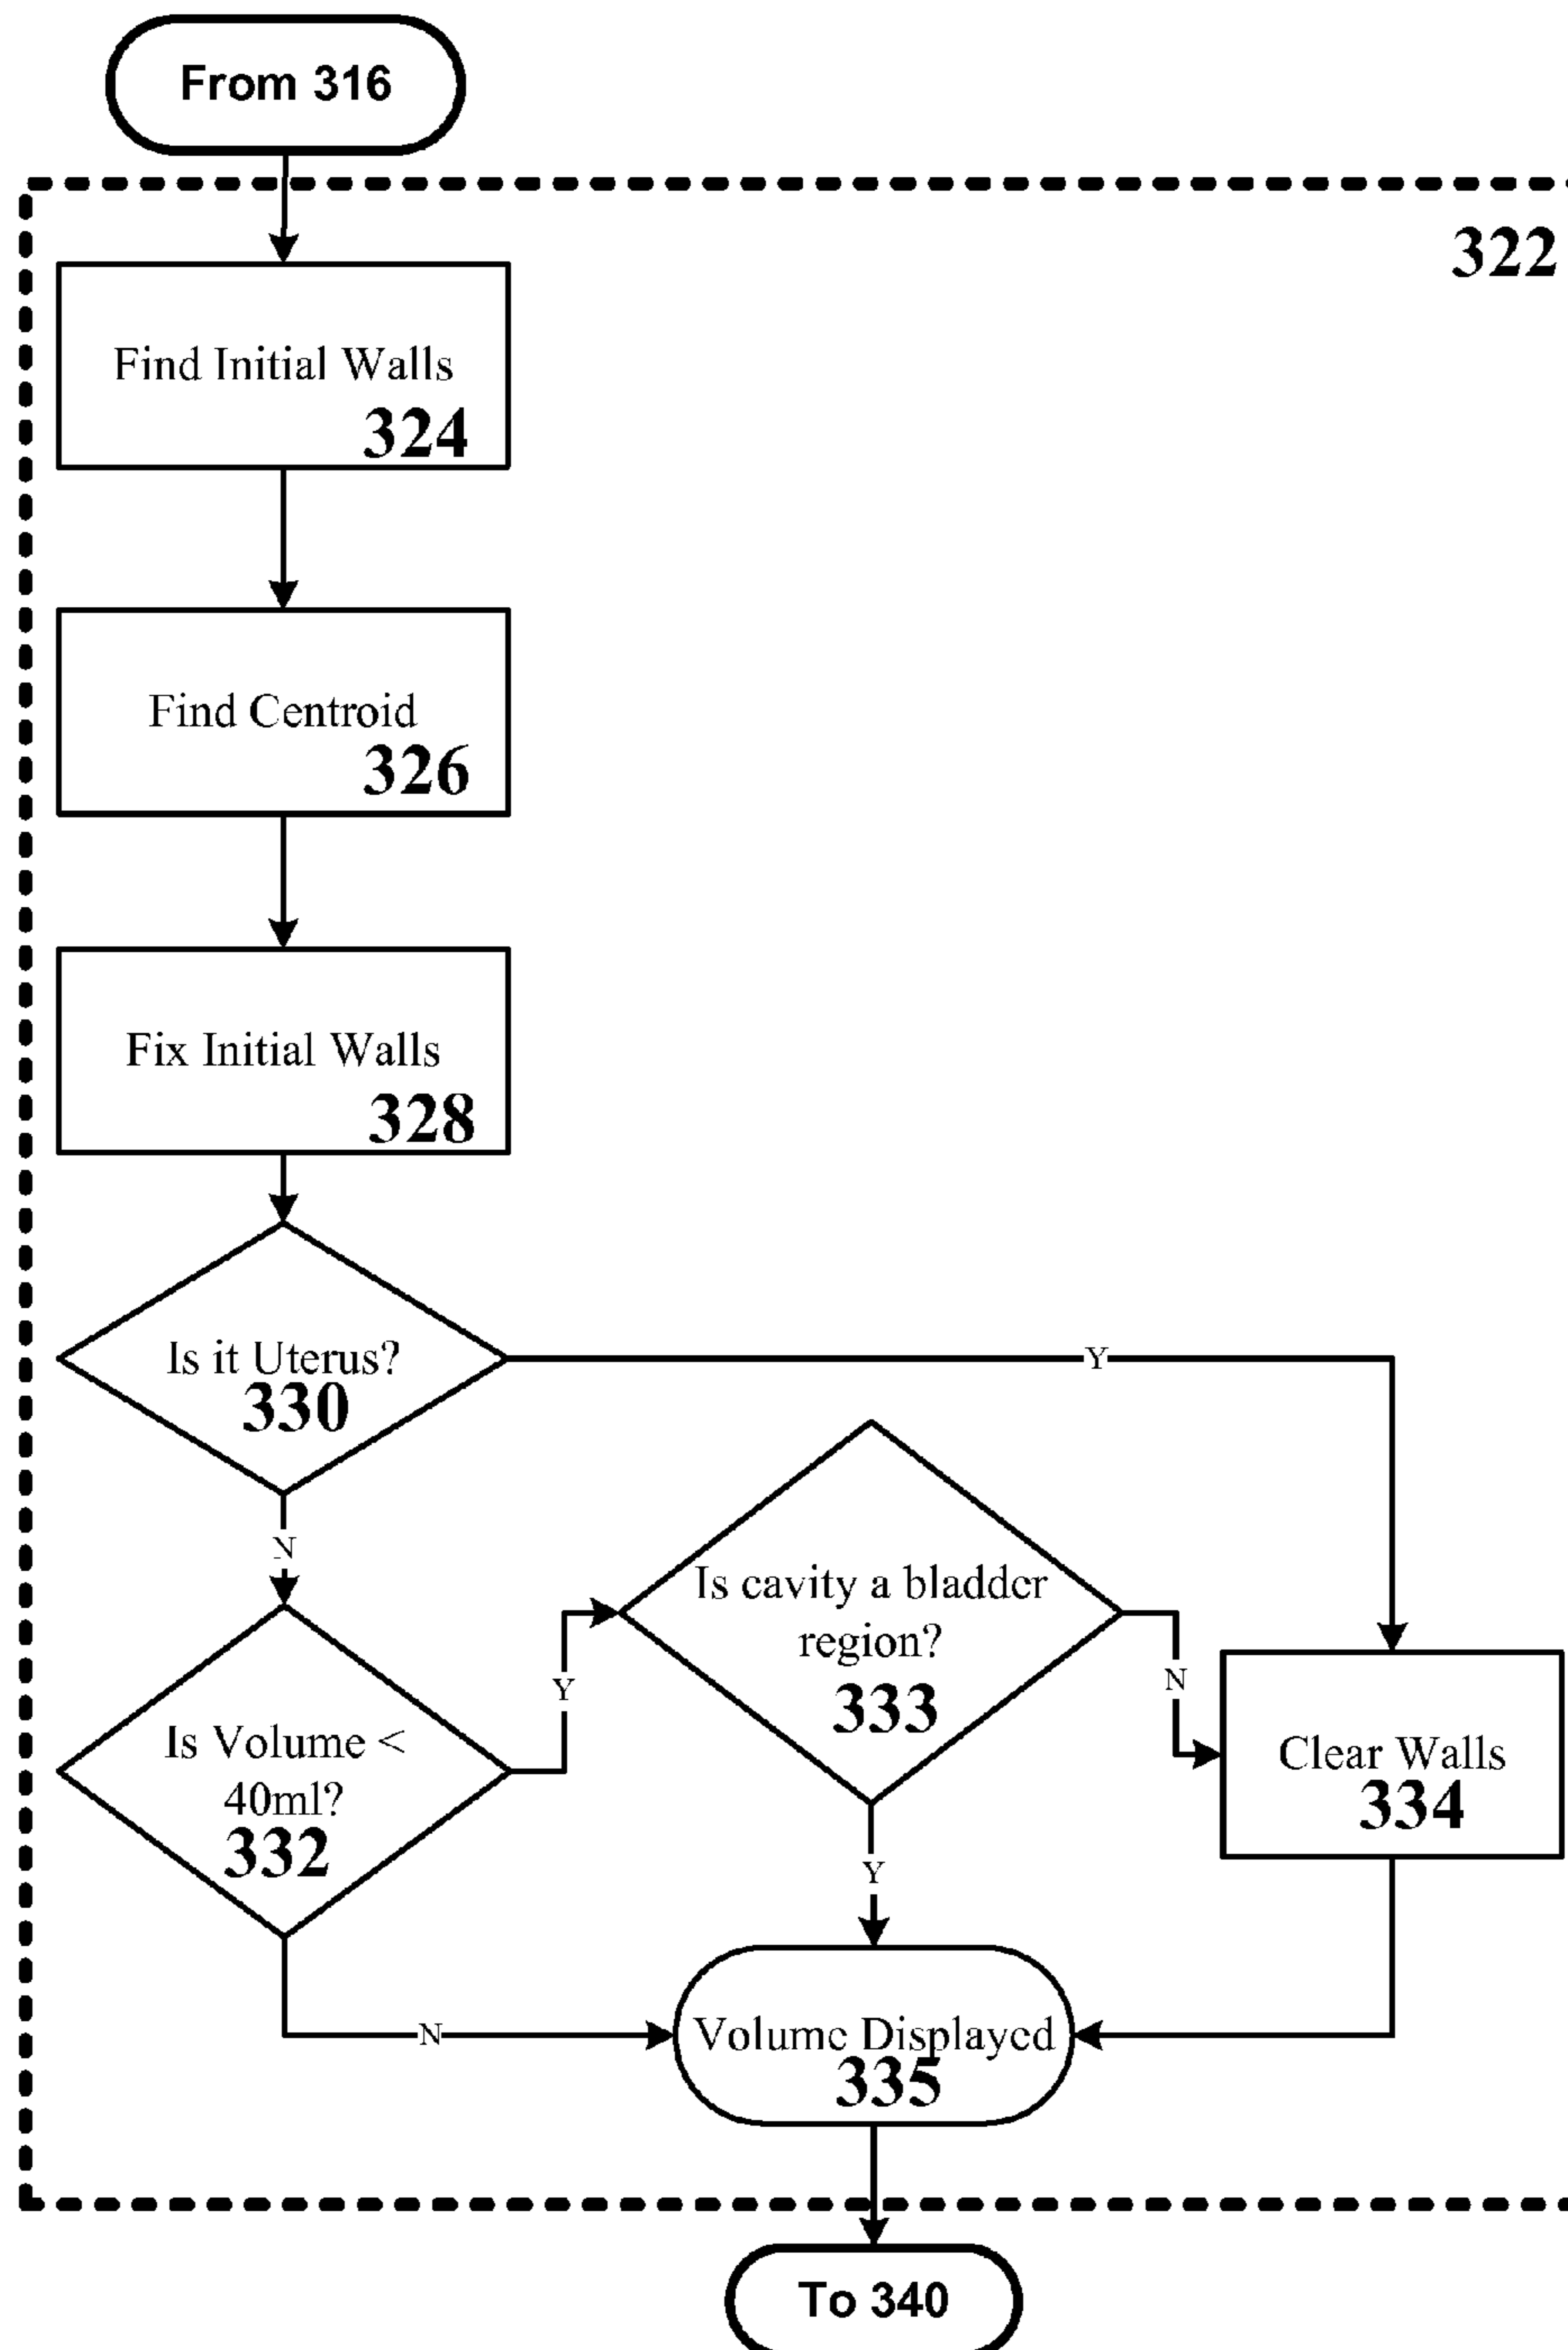 From 316
322
Find Initial Walls
324
Find Centroid
326
Fix Initial Walls
328
Is it Uterus?
330
Y
N
Is cavity a bladder
region?
333
Y
N
Is Volume <
40ml?
332
Clear Walls
334
Y
N
Volume Displayed
335
To 340